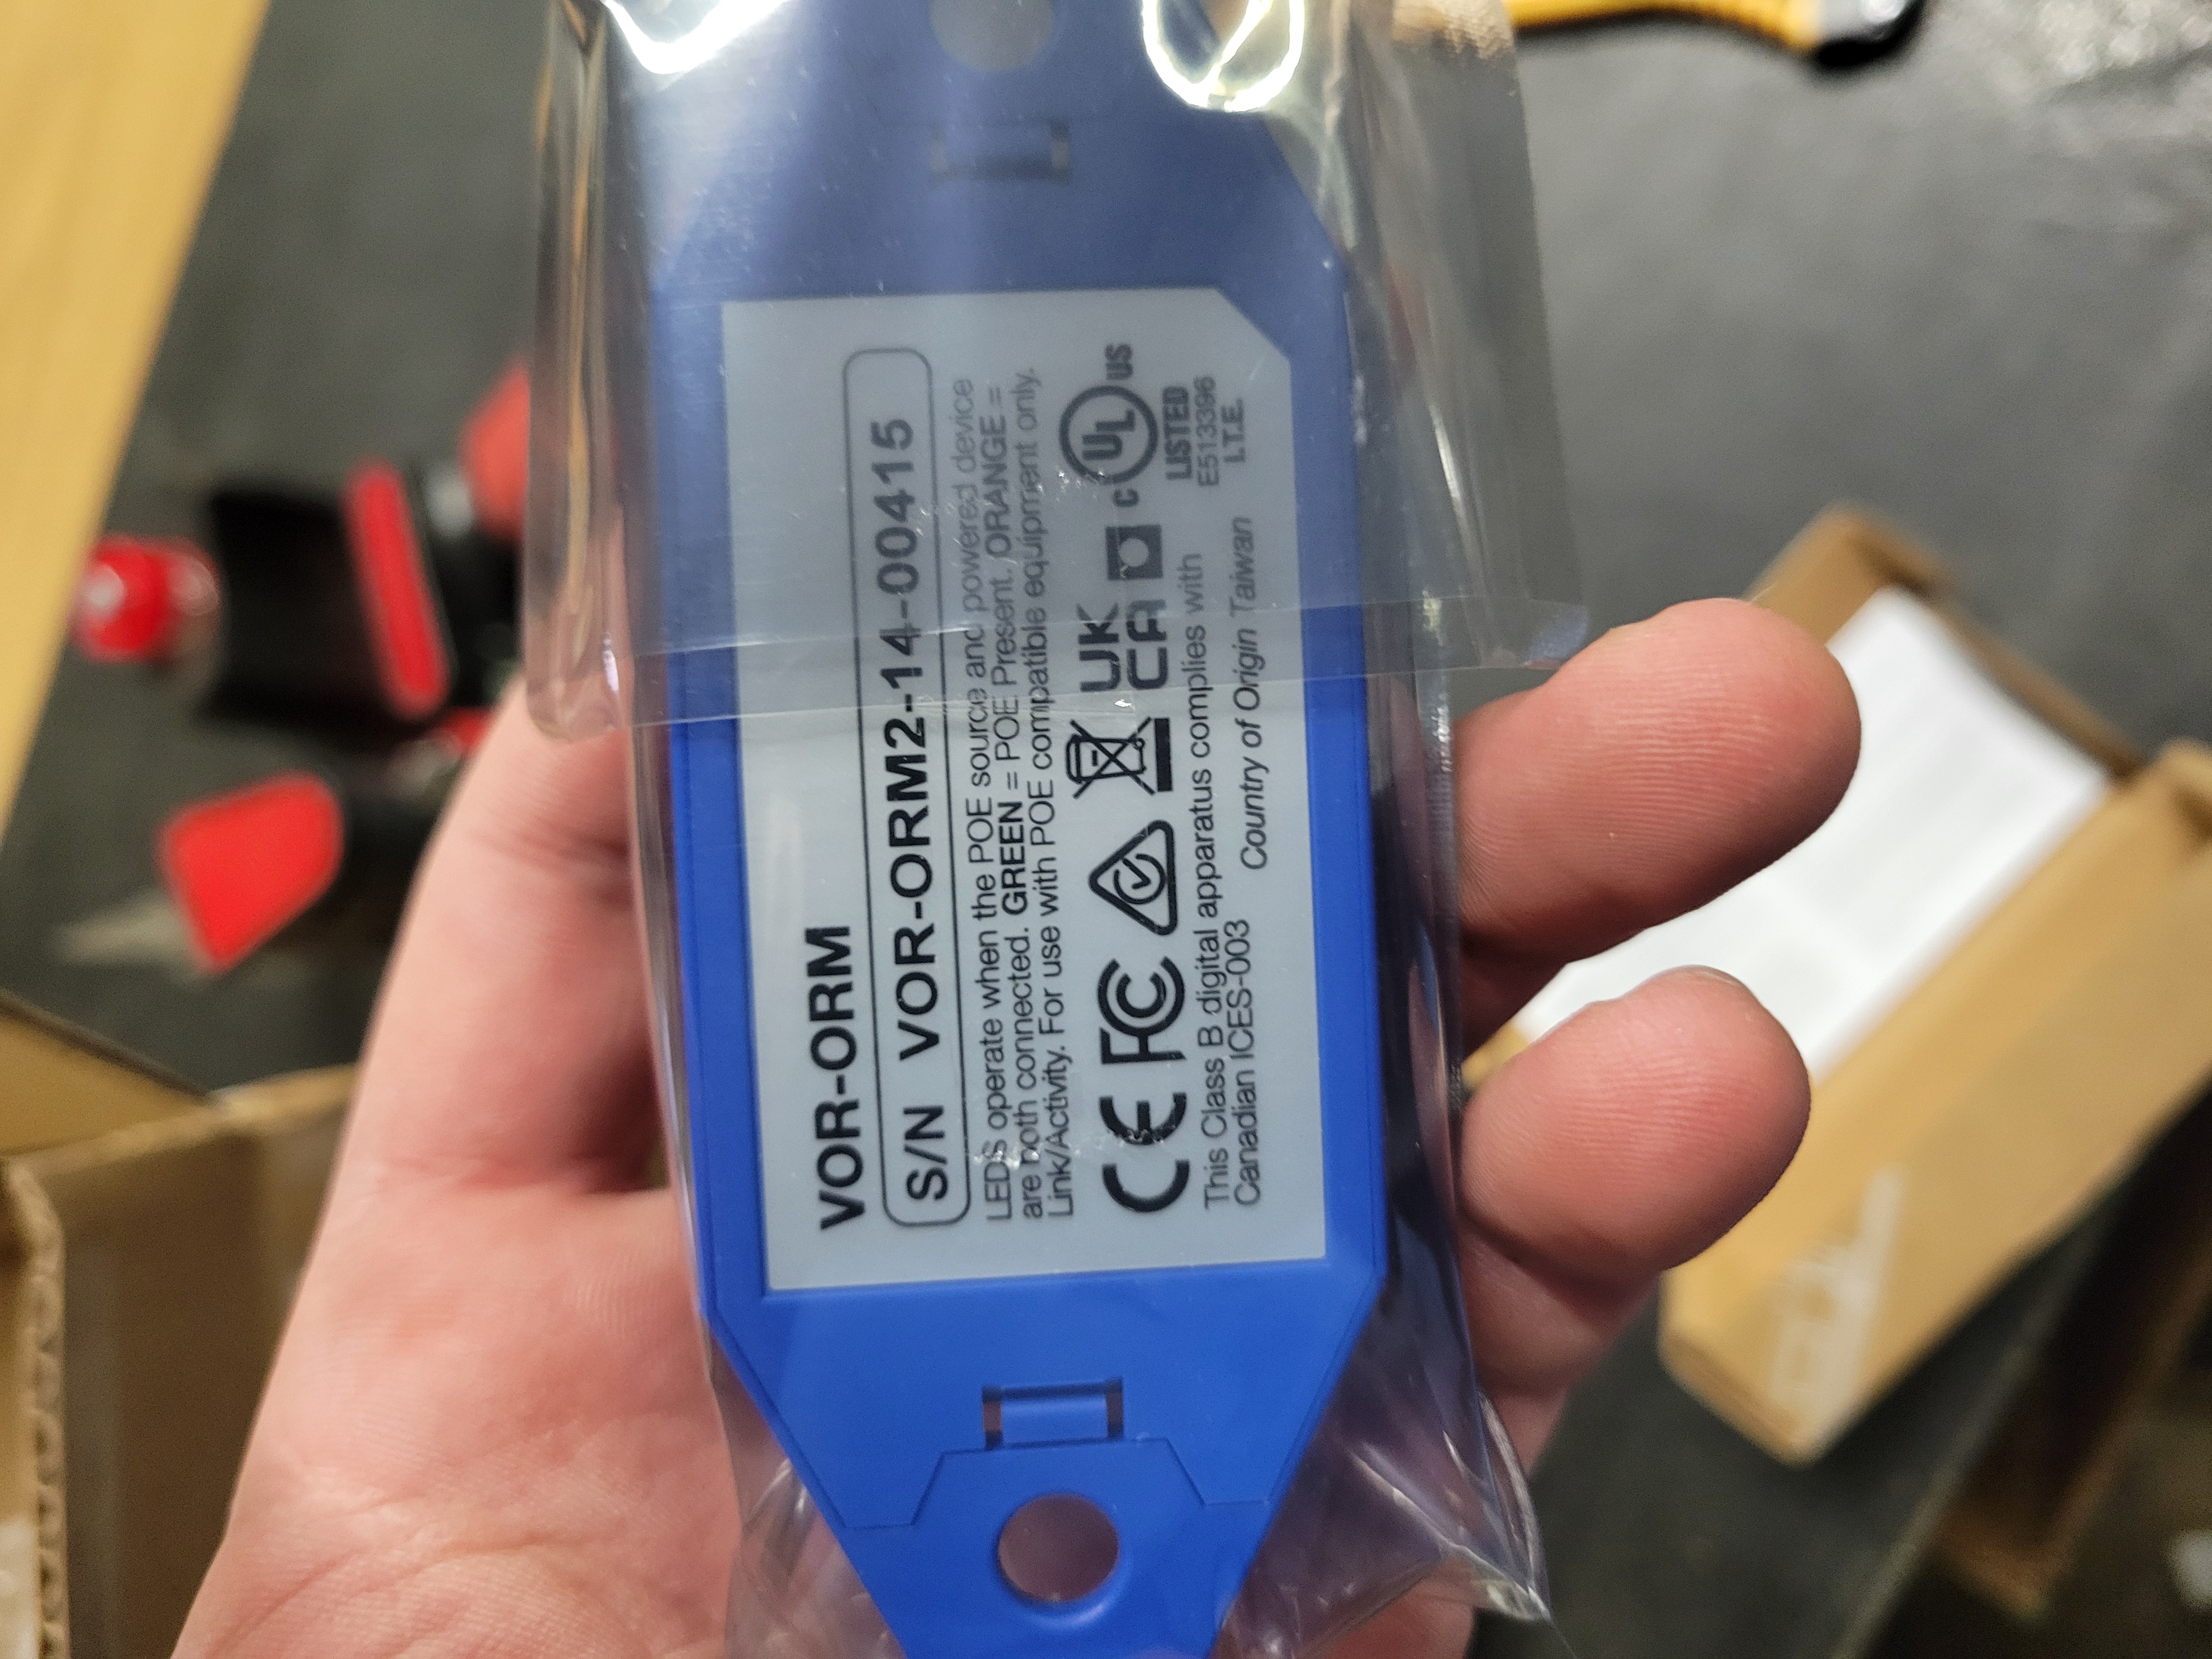 VOR-ORM
S/N VOR-ORM2-14-00415
LEDS operate when the POE source and powered device
are both connected. GREEN = POE Present. ORANGE =
Link/Activity. For use with POE compatible equipment only.
CE FC UK CA c UL US
LISTED
E513396
I.T.E.
This Class B digital apparatus complies with
Canadian ICES-003
Country of Origin Taiwan